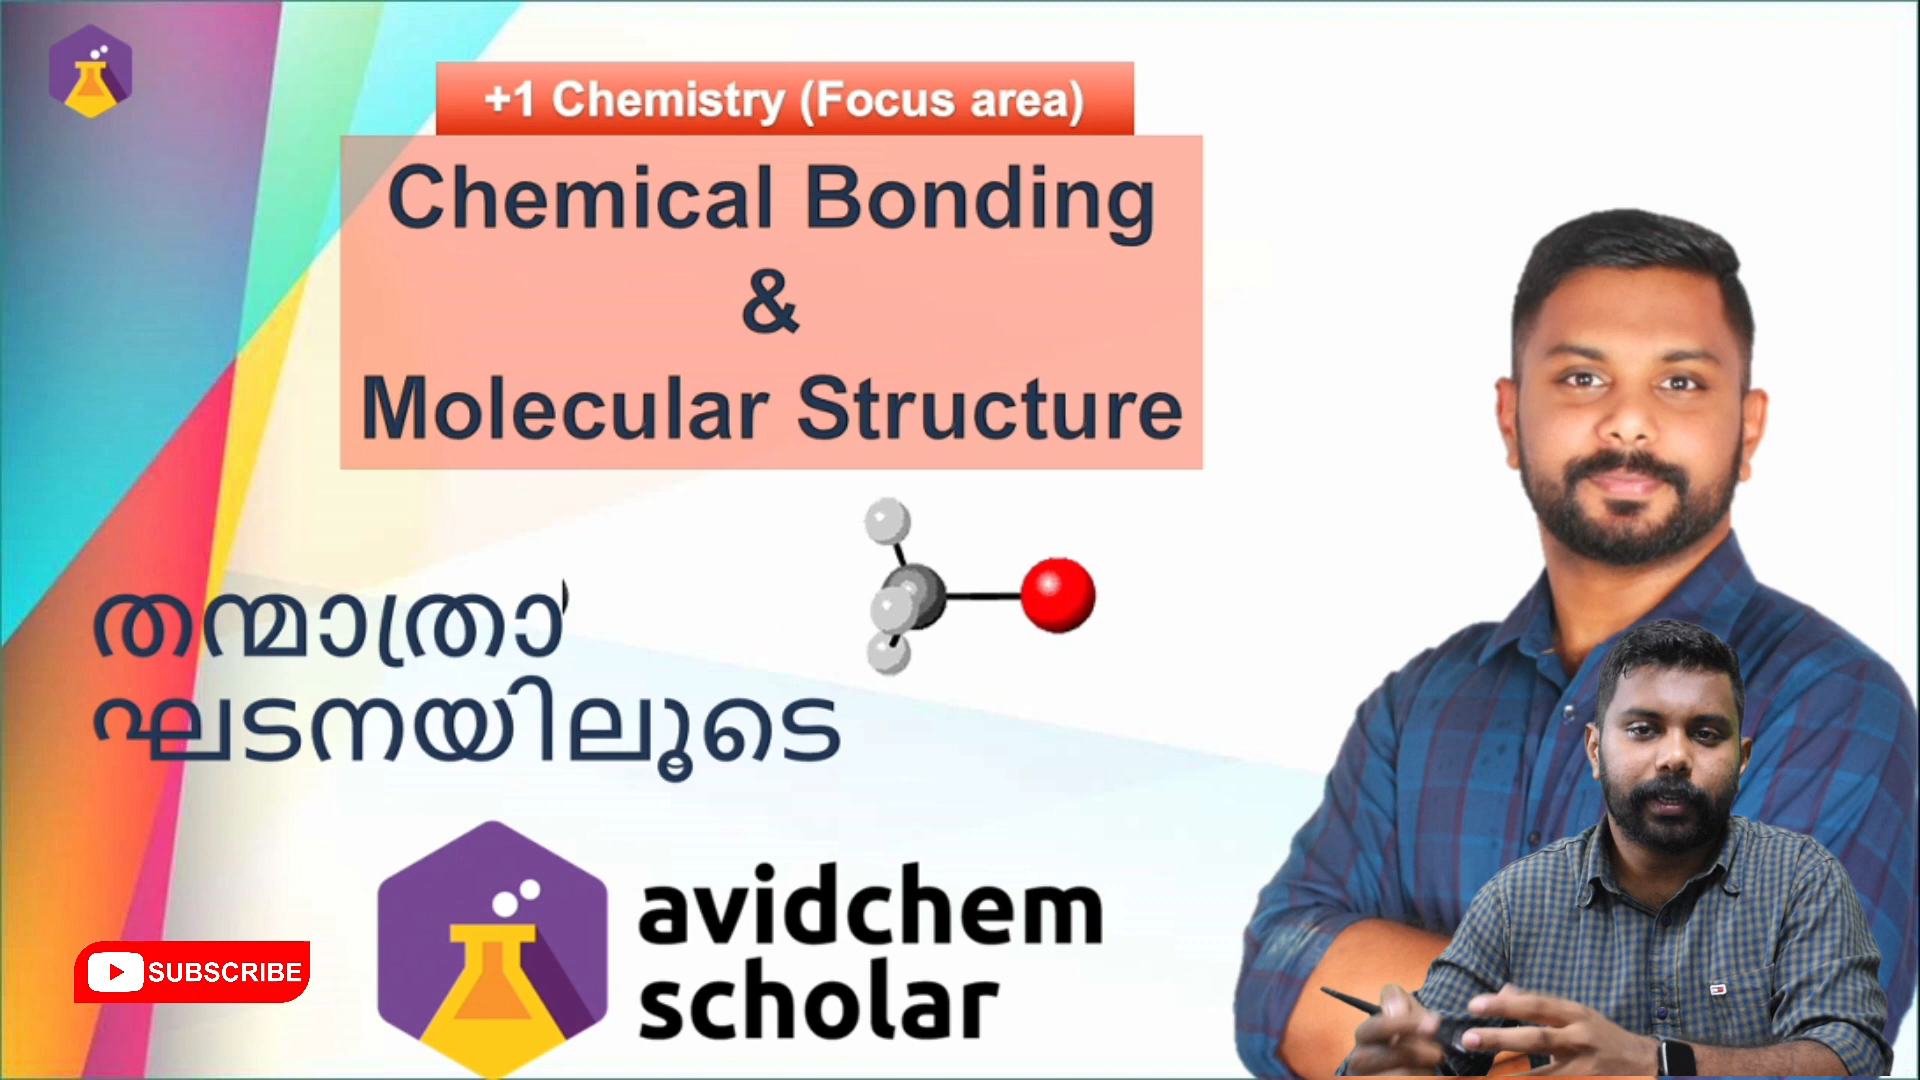 +1 Chemistry (Focus area)
Chemical Bonding
&
Molecular Structure
തന്മാത്രാ
ഘടനയിലൂടെ
avidchem
scholar
SUBSCRIBE